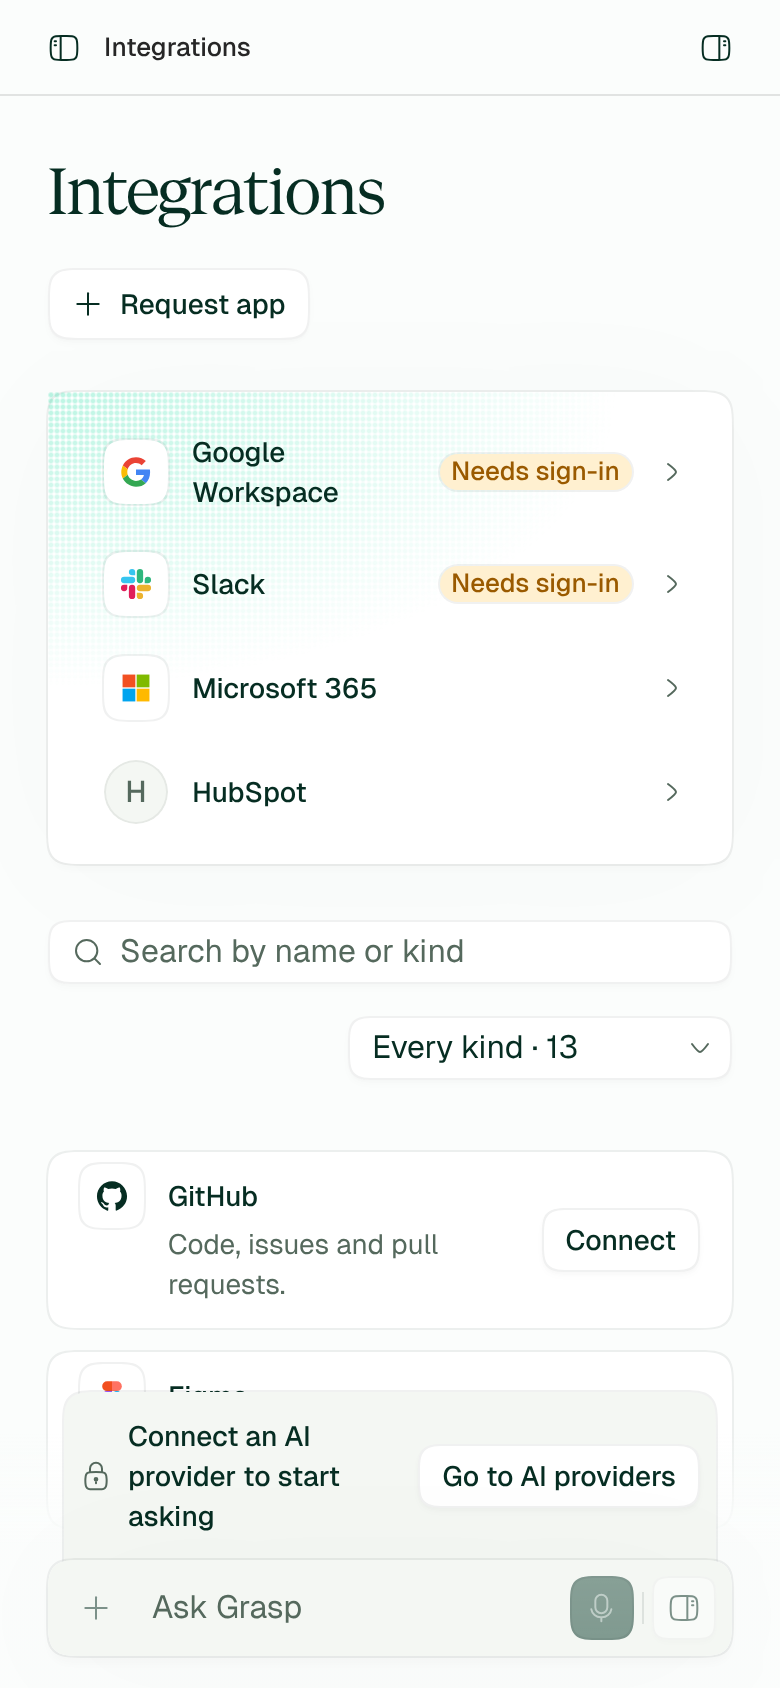 Integrations
Integrations
Request app
Google
Workspace
Needs sign-in
Slack
Needs sign-in
Microsoft 365
H
HubSpot
Search by name or kind
Every kind · 13
GitHub
Code, issues and pull
requests.
Connect
Figma
Connect an AI
provider to start
asking
Go to AI providers
Ask Grasp